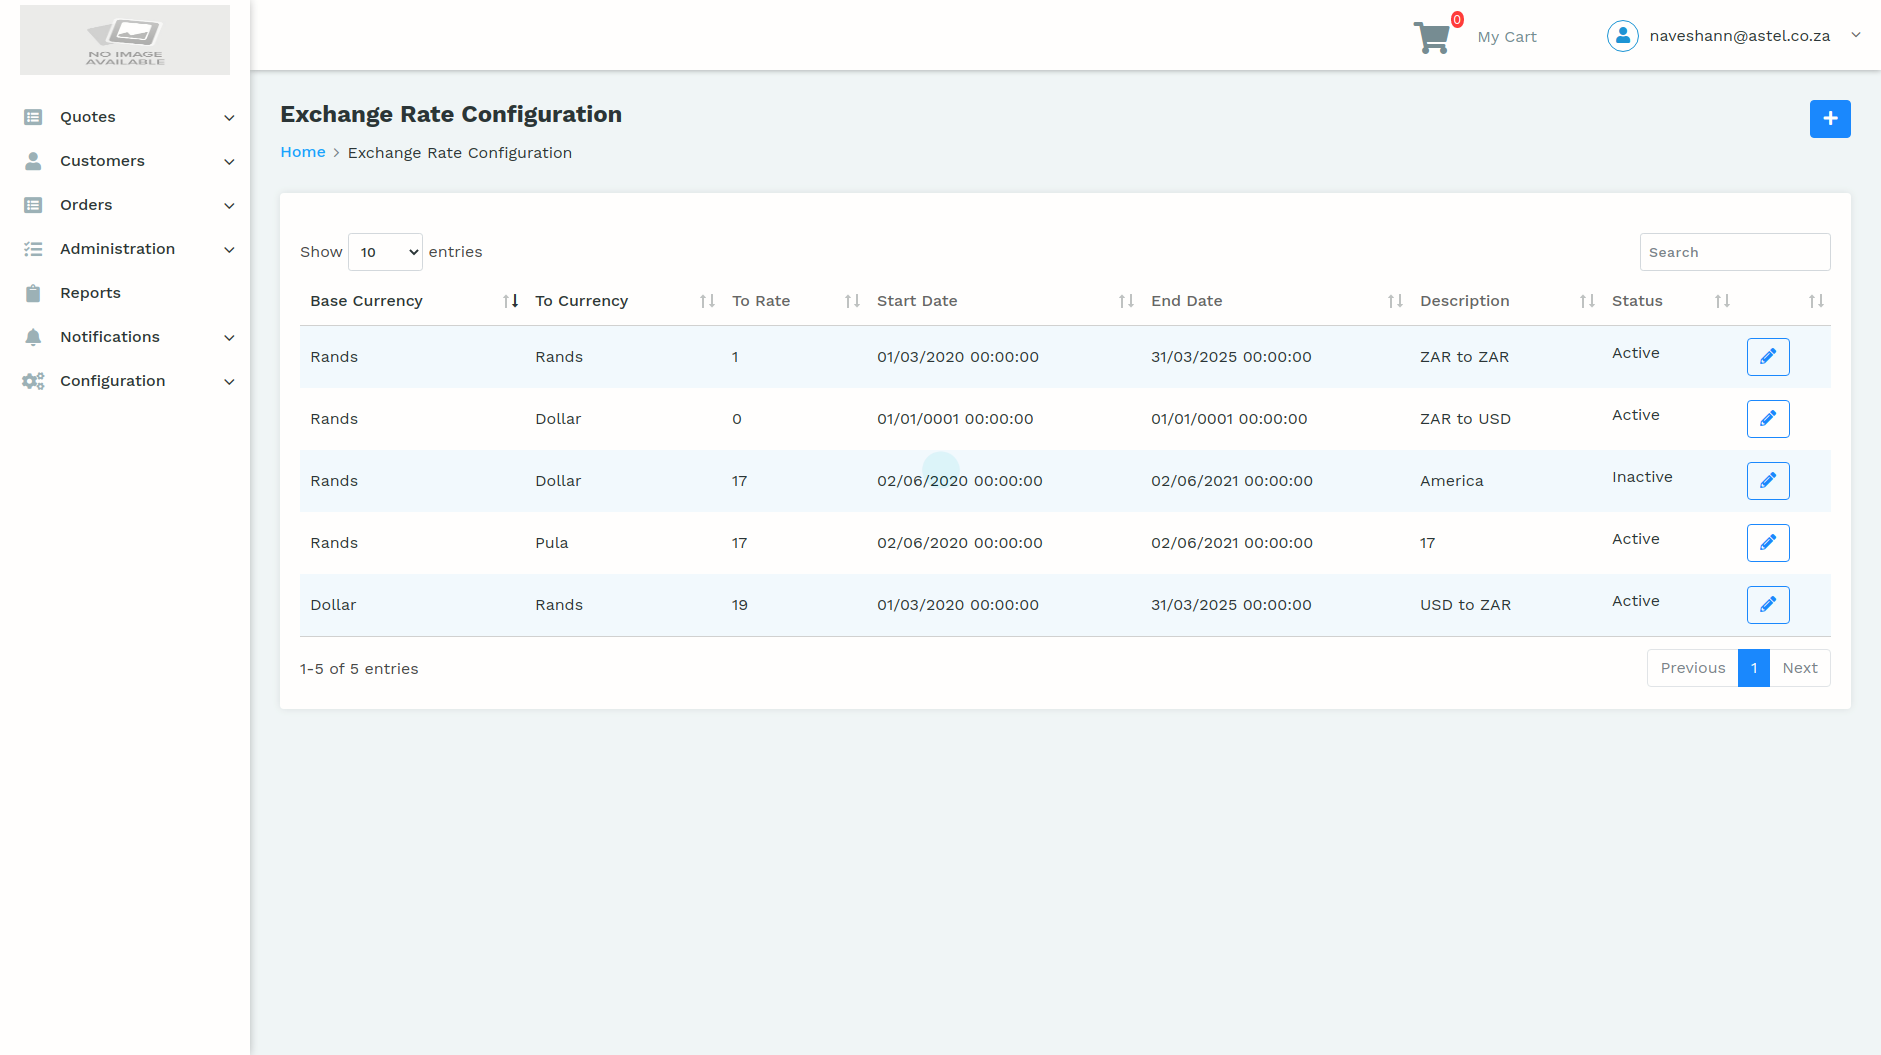 NO IMAGE
AVAILABLE
0
My Cart
naveshann@astel.co.za
Quotes
Customers
Orders
Administration
Reports
Notifications
Configuration
Exchange Rate Configuration
Home > Exchange Rate Configuration
Show 10 entries
Search
Base Currency To Currency To Rate Start Date End Date Description Status
Rands Rands 1 01/03/2020 00:00:00 31/03/2025 00:00:00 ZAR to ZAR Active
Rands Dollar 0 01/01/0001 00:00:00 01/01/0001 00:00:00 ZAR to USD Active
Rands Dollar 17 02/06/2020 00:00:00 02/06/2021 00:00:00 America Inactive
Rands Pula 17 02/06/2020 00:00:00 02/06/2021 00:00:00 17 Active
Dollar Rands 19 01/03/2020 00:00:00 31/03/2025 00:00:00 USD to ZAR Active
1-5 of 5 entries
Previous 1 Next